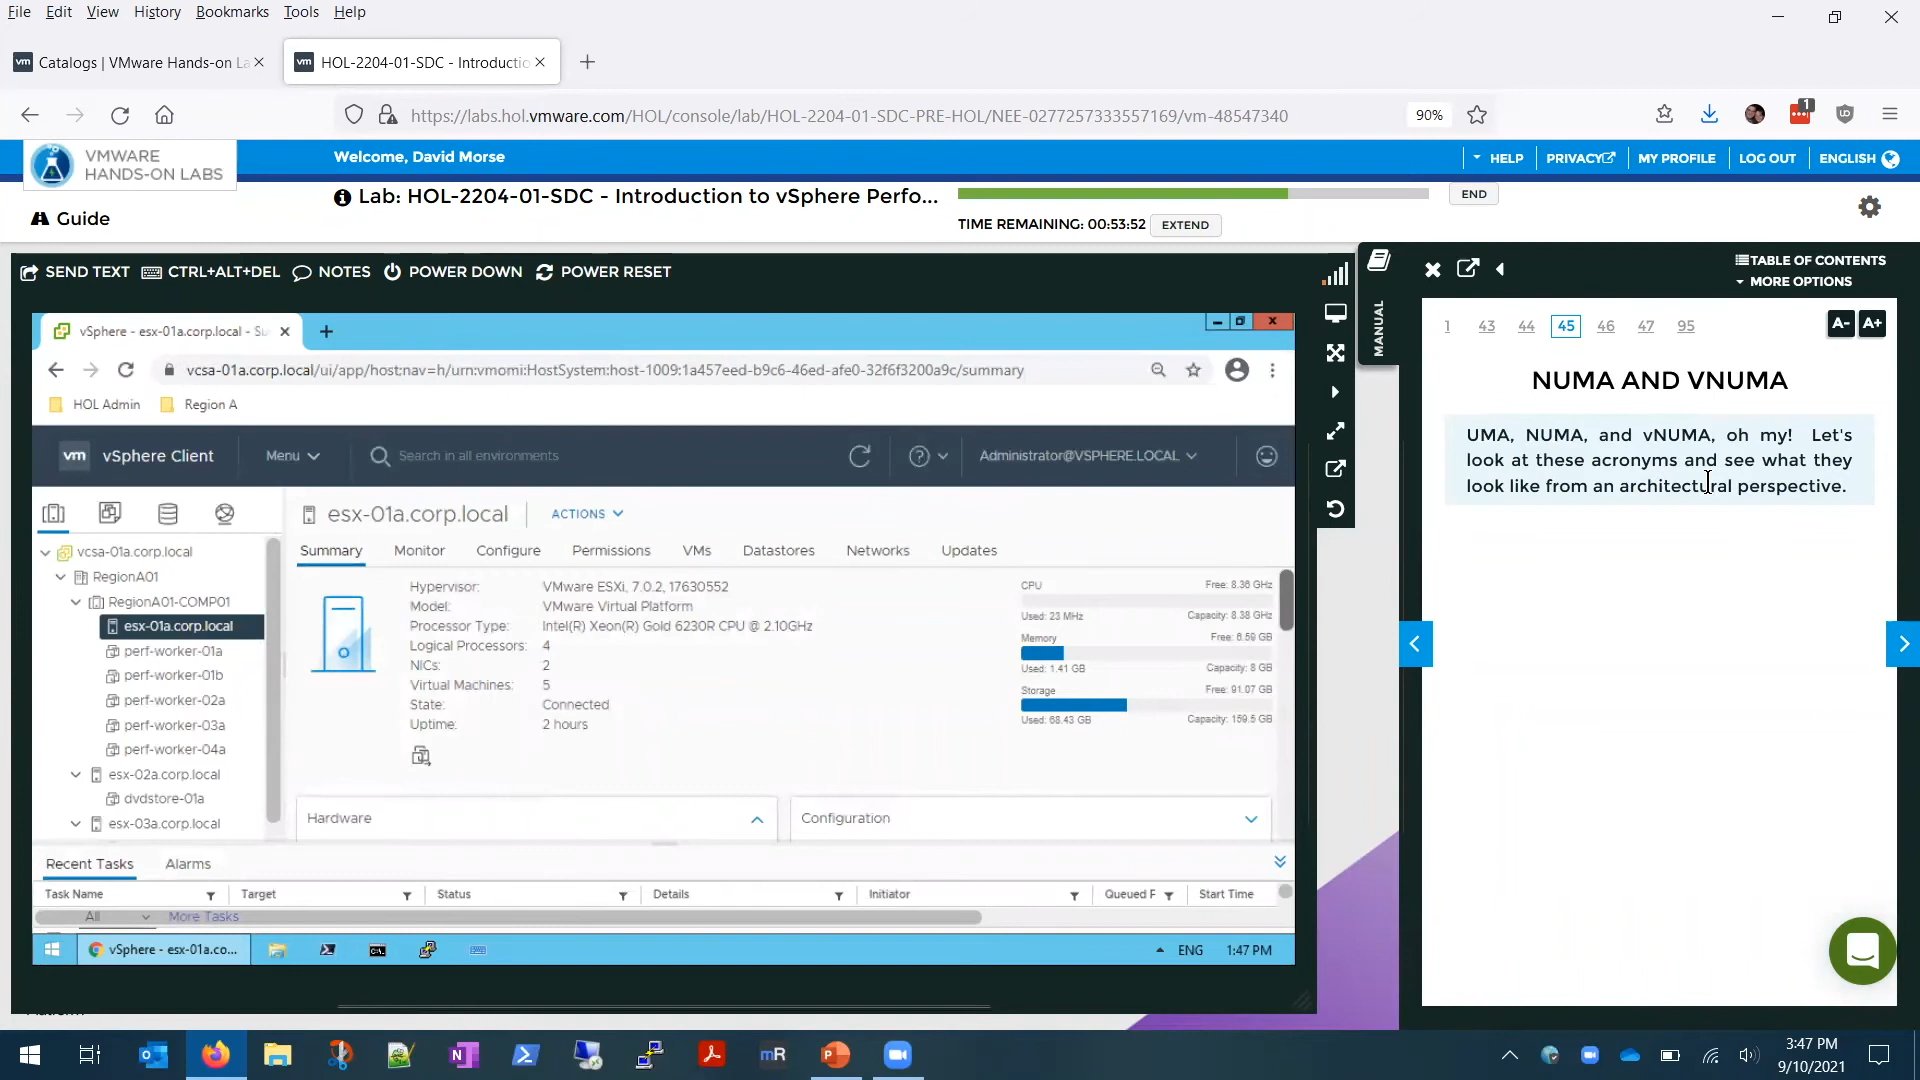 File Edit View History Bookmarks Tools Help
vm Catalogs | VMware Hands-on La
vm HOL-2204-01-SDC - Introductio
https://labs.hol.vmware.com/HOL/console/lab/HOL-2204-01-SDC-PRE-HOL/NEE-0277257333557169/vm-48547340
90%
1
VMWARE
HANDS-ON LABS
Welcome, David Morse
HELP PRIVACY MY PROFILE LOG OUT ENGLISH
Guide
Lab: HOL-2204-01-SDC - Introduction to vSphere Perfo...
END
TIME REMAINING: 00:53:52 EXTEND
SEND TEXT CTRL+ALT+DEL NOTES POWER DOWN POWER RESET
vSphere - esx-01a.corp.local - Su
vcsa-01a.corp.local/ui/app/host;nav=h/urn:vmomi:HostSystem:host-1009:1a457eed-b9c6-46ed-afe0-32f6f3200a9c/summary
HOL Admin Region A
vm vSphere Client Menu Search in all environments Administrator@VSPHERE.LOCAL
vcsa-01a.corp.local
RegionA01
RegionA01-COMP01
esx-01a.corp.local
perf-worker-01a
perf-worker-01b
perf-worker-02a
perf-worker-03a
perf-worker-04a
esx-02a.corp.local
dvdstore-01a
esx-03a.corp.local
esx-01a.corp.local ACTIONS
Summary Monitor Configure Permissions VMs Datastores Networks Updates
Hypervisor: VMware ESXi, 7.0.2, 17630552
Model: VMware Virtual Platform
Processor Type: Intel(R) Xeon(R) Gold 6230R CPU @ 2.10GHz
Logical Processors: 4
NICs: 2
Virtual Machines: 5
State: Connected
Uptime: 2 hours
CPU Free: 8.36 GHz
Used: 23 MHz Capacity: 8.38 GHz
Memory Free: 6.59 GB
Used: 1.41 GB Capacity: 8 GB
Storage Free: 91.07 GB
Used: 68.43 GB Capacity: 159.5 GB
Hardware
Configuration
Recent Tasks Alarms
Task Name Target Status Details Initiator Queued F Start Time
All More Tasks
vSphere - esx-01a.co...
ENG 1:47 PM
MANUAL
TABLE OF CONTENTS
MORE OPTIONS
1 43 44 45 46 47 95
A- A+
NUMA AND VNUMA
UMA, NUMA, and vNUMA, oh my! Let's
look at these acronyms and see what they
look like from an architectural perspective.
3:47 PM
9/10/2021